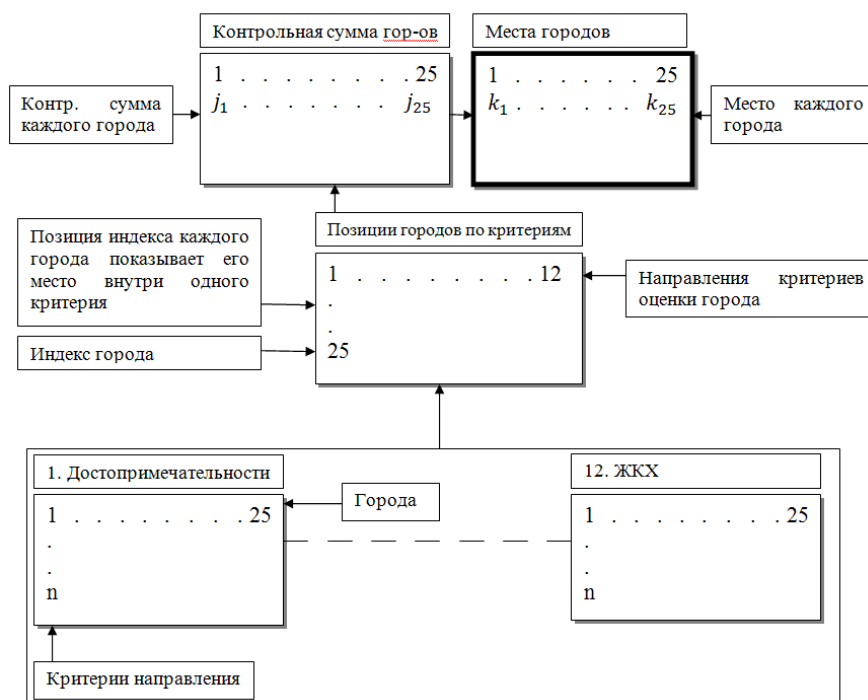 Контрольная сумма гор-ов
Места городов
1 . . . . . . . . 25
j₁ . . . . . . . j₂₅
1 . . . . . . 25
k₁ . . . . . . k₂₅
Контр. сумма
каждого города
Место каждого
города
Позиции городов по критериям
Позиция индекса каждого
города показывает его
место внутри одного
критерия
1 . . . . . . . . 12
.
.
25
Направления критериев
оценки города
Индекс города
1. Достопримечательности
12. ЖКХ
1 . . . . . . . . 25
.
.
n
Города
1 . . . . . . . . 25
.
.
n
Критерии направления